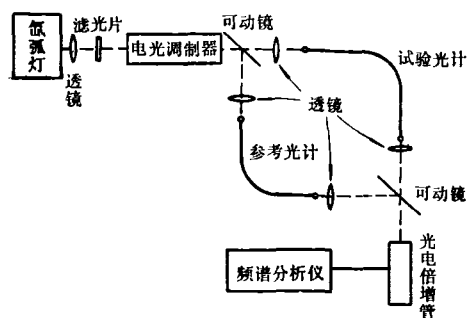 氙弧灯
透镜
滤光片
电光调制器
可动镜
试验光计
透镜
参考光计
可动镜
频谱分析仪
光电倍增管